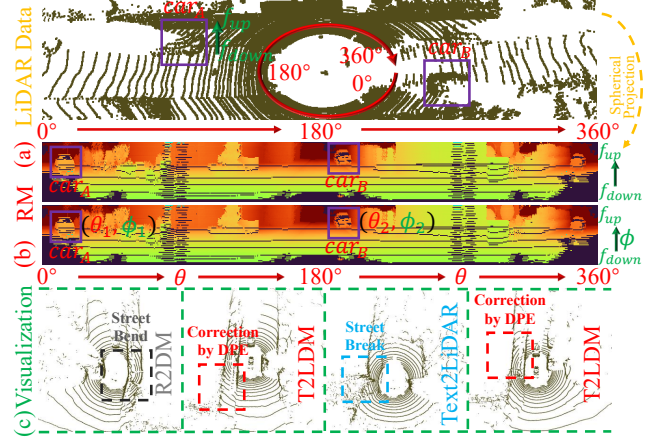 LiDAR Data
car_A
f_up
f_down
180°
360°
0°
car_B
Spherical Projection
0°
180°
360°
(a)
RM
car_A
car_B
f_up
f_down
(b)
(θ_1, ϕ_1)
car_A
(θ_2, ϕ_2)
car_B
f_up
ϕ
f_down
0°
θ
180°
θ
360°
(c)
Visualization
Street
Bend
R2DM
Correction
by DPE
T2LDM
Street
Break
Text2LiDAR
Correction
by DPE
T2LDM